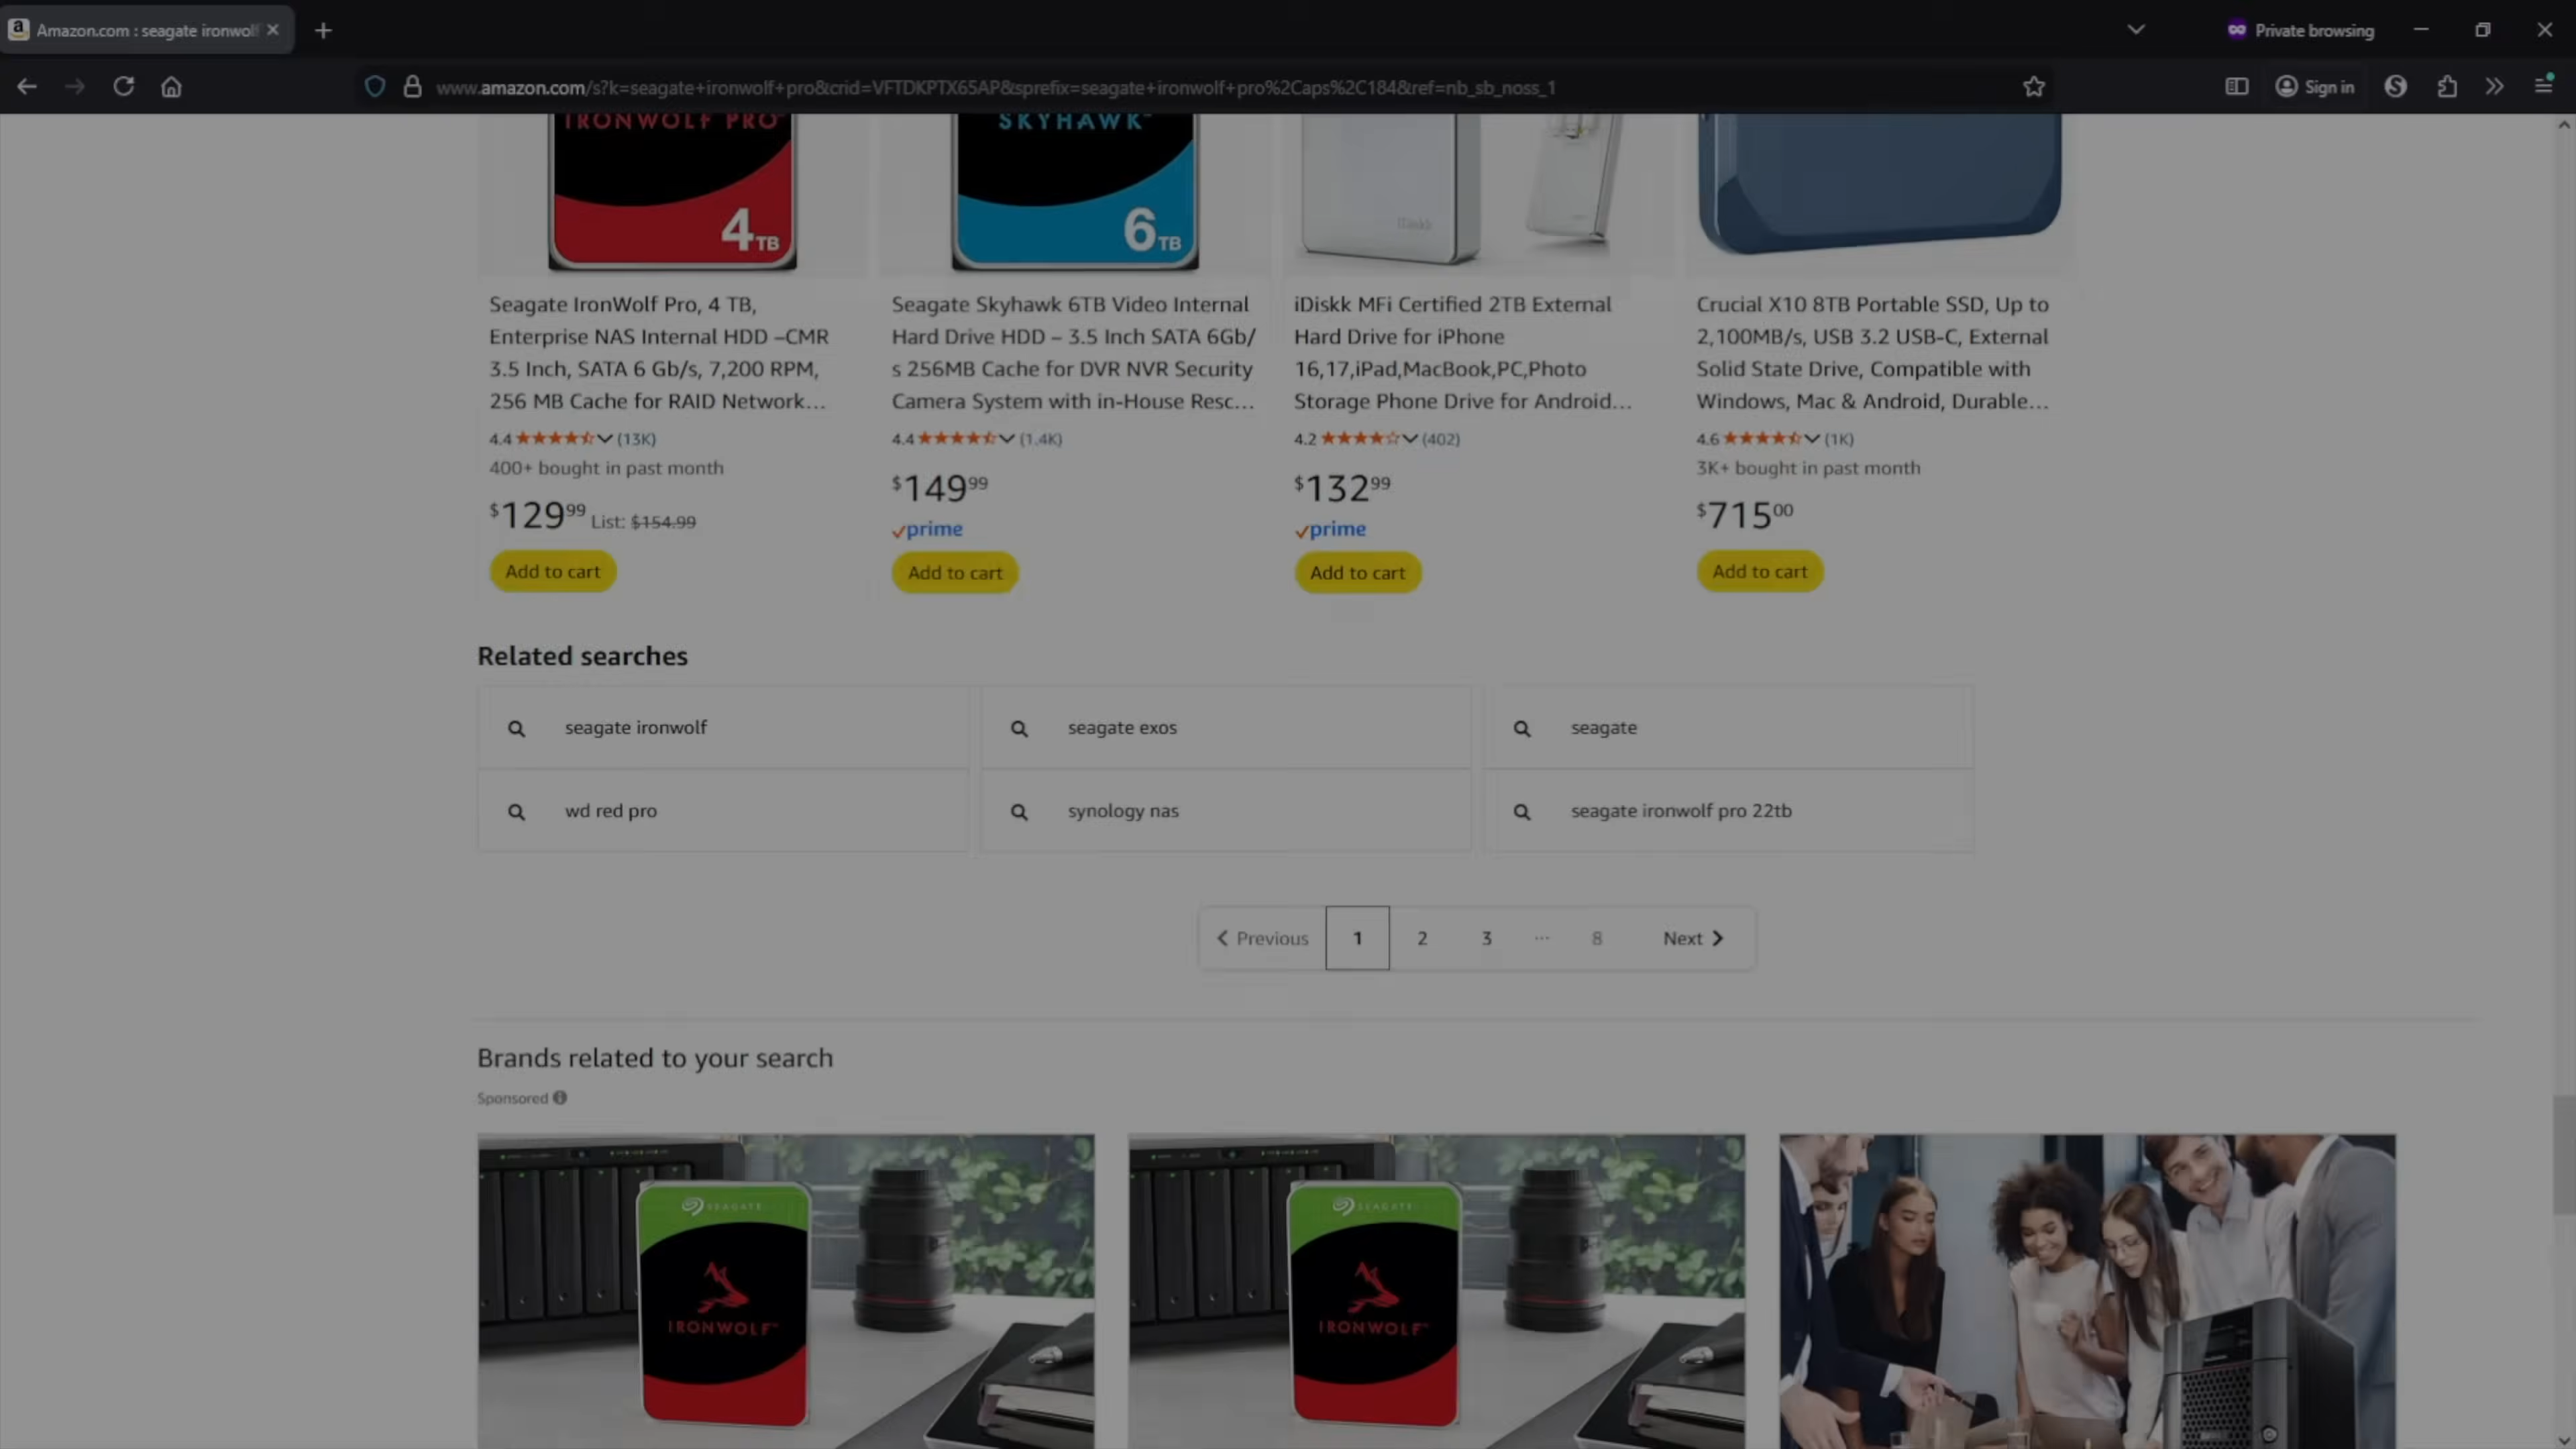 Amazon.com : seagate ironwol
Private browsing
www.amazon.com/s?k=seagate+ironwolf+pro&crid=VFTDKPTX65AP&sprefix=seagate+ironwolf+pro%2Caps%2C184&ref=nb_sb_noss_1
Sign in
IRONWOLF PRO
4TB
SKYHAWK™
6TB
iDiskk
Seagate IronWolf Pro, 4 TB,
Enterprise NAS Internal HDD –CMR
3.5 Inch, SATA 6 Gb/s, 7,200 RPM,
256 MB Cache for RAID Network…
4.4 (13K)
400+ bought in past month
$129.99 List: $154.99
Add to cart
Seagate Skyhawk 6TB Video Internal
Hard Drive HDD – 3.5 Inch SATA 6Gb/
s 256MB Cache for DVR NVR Security
Camera System with in-House Resc…
4.4 (1.4K)
$149.99
prime
Add to cart
iDiskk MFi Certified 2TB External
Hard Drive for iPhone
16,17,iPad,MacBook,PC,Photo
Storage Phone Drive for Android…
4.2 (402)
$132.99
prime
Add to cart
Crucial X10 8TB Portable SSD, Up to
2,100MB/s, USB 3.2 USB-C, External
Solid State Drive, Compatible with
Windows, Mac & Android, Durable…
4.6 (1K)
3K+ bought in past month
$715.00
Add to cart
Related searches
seagate ironwolf
seagate exos
seagate
wd red pro
synology nas
seagate ironwolf pro 22tb
Previous 1 2 3 ··· 8 Next
Brands related to your search
Sponsored
SEAGATE
IRONWOLF™
SEAGATE
IRONWOLF™